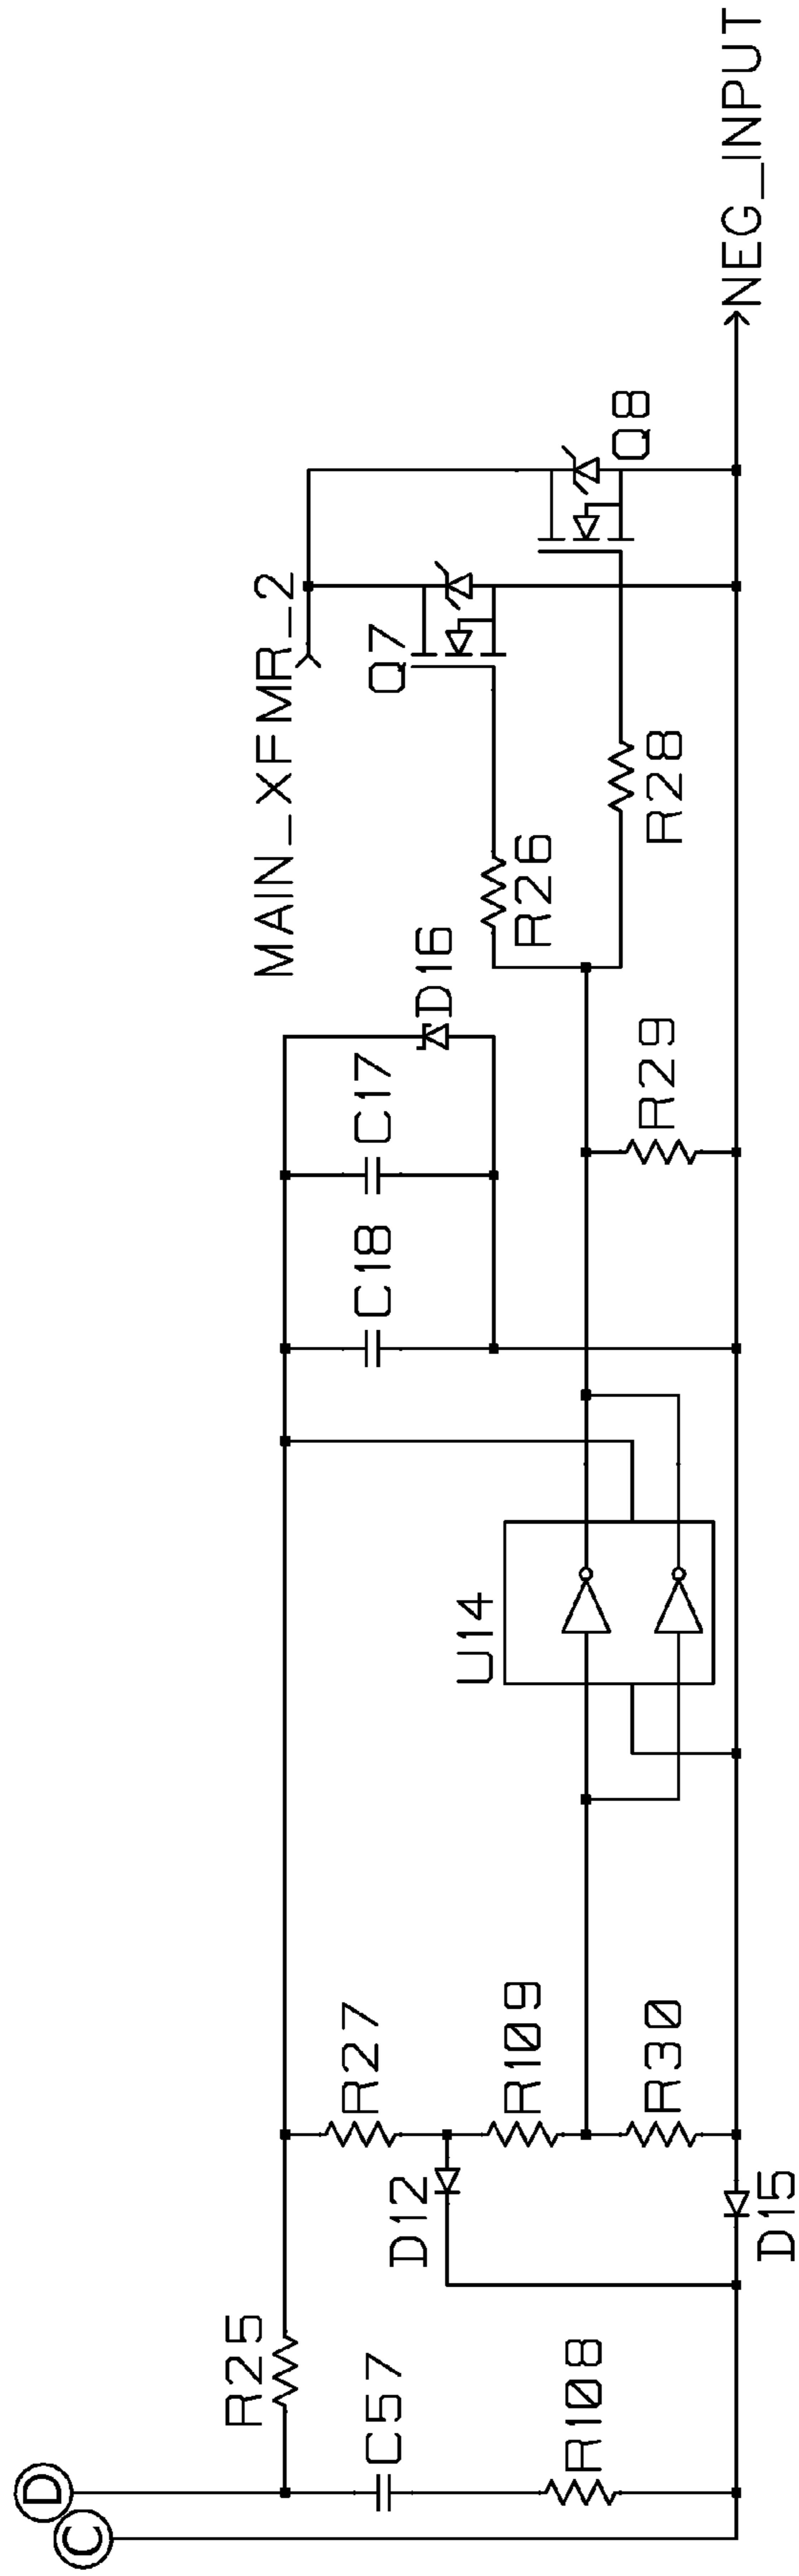 D
C
R25
C57
R108
R27
D12
R109
R30
D15
U14
C18
C17
D16
R29
R26
R28
MAIN_XFMR_2
Q7
Q8
NEG_INPUT